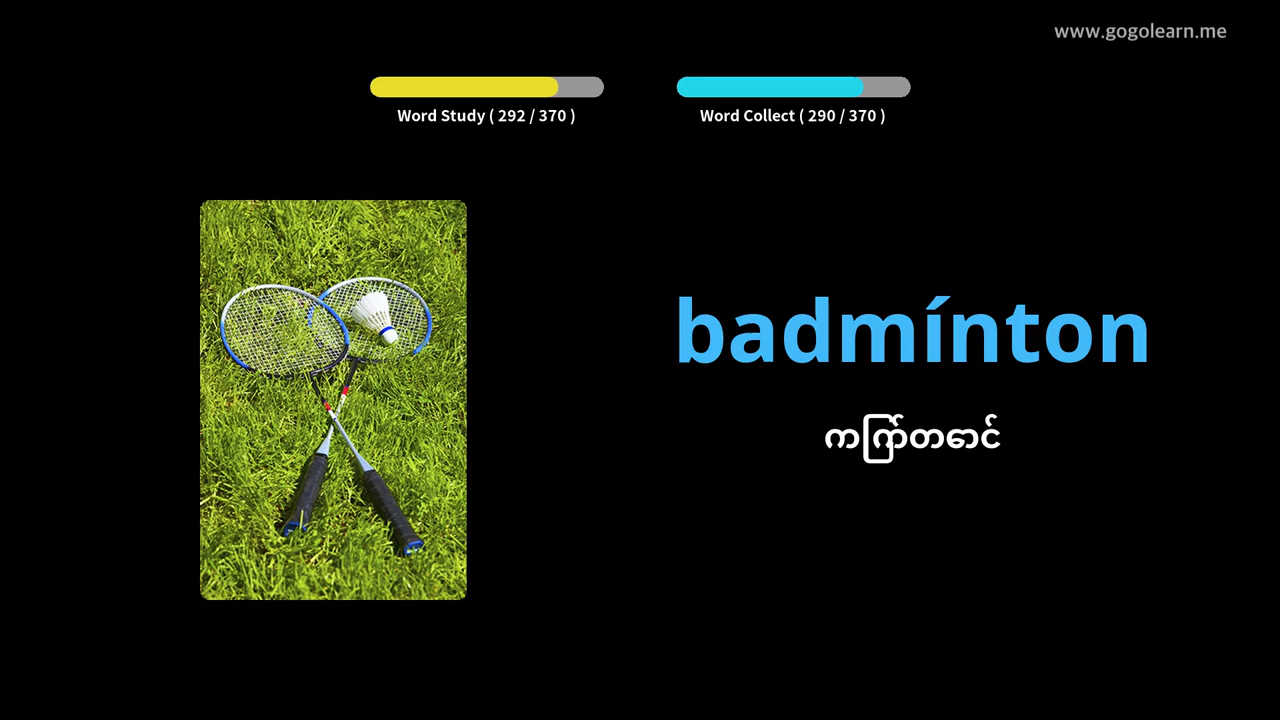 www.gogolearn.me
Word Study ( 292 / 370 )
Word Collect ( 290 / 370 )
badmínton
ကြက်တောင်